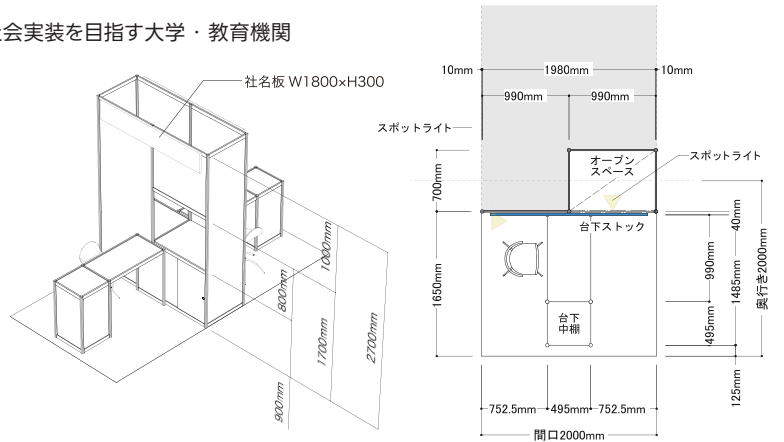 会実装を目指す大学・教育機関
社名板 W1800×H300
1000mm
800mm
1700mm
2700mm
900mm
10mm
1980mm
10mm
990mm
990mm
スポットライト
オープン
スペース
スポットライト
700mm
台下ストック
40mm
1650mm
990mm
1485mm
奥行き2000mm
台下
中棚
495mm
125mm
752.5mm
495mm
752.5mm
間口2000mm